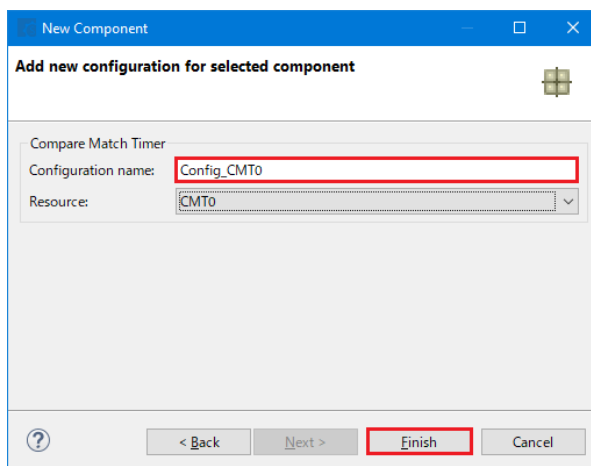 New Component
Add new configuration for selected component
Compare Match Timer
Configuration name: Config_CMT0
Resource: CMT0
? < Back Next > Finish Cancel